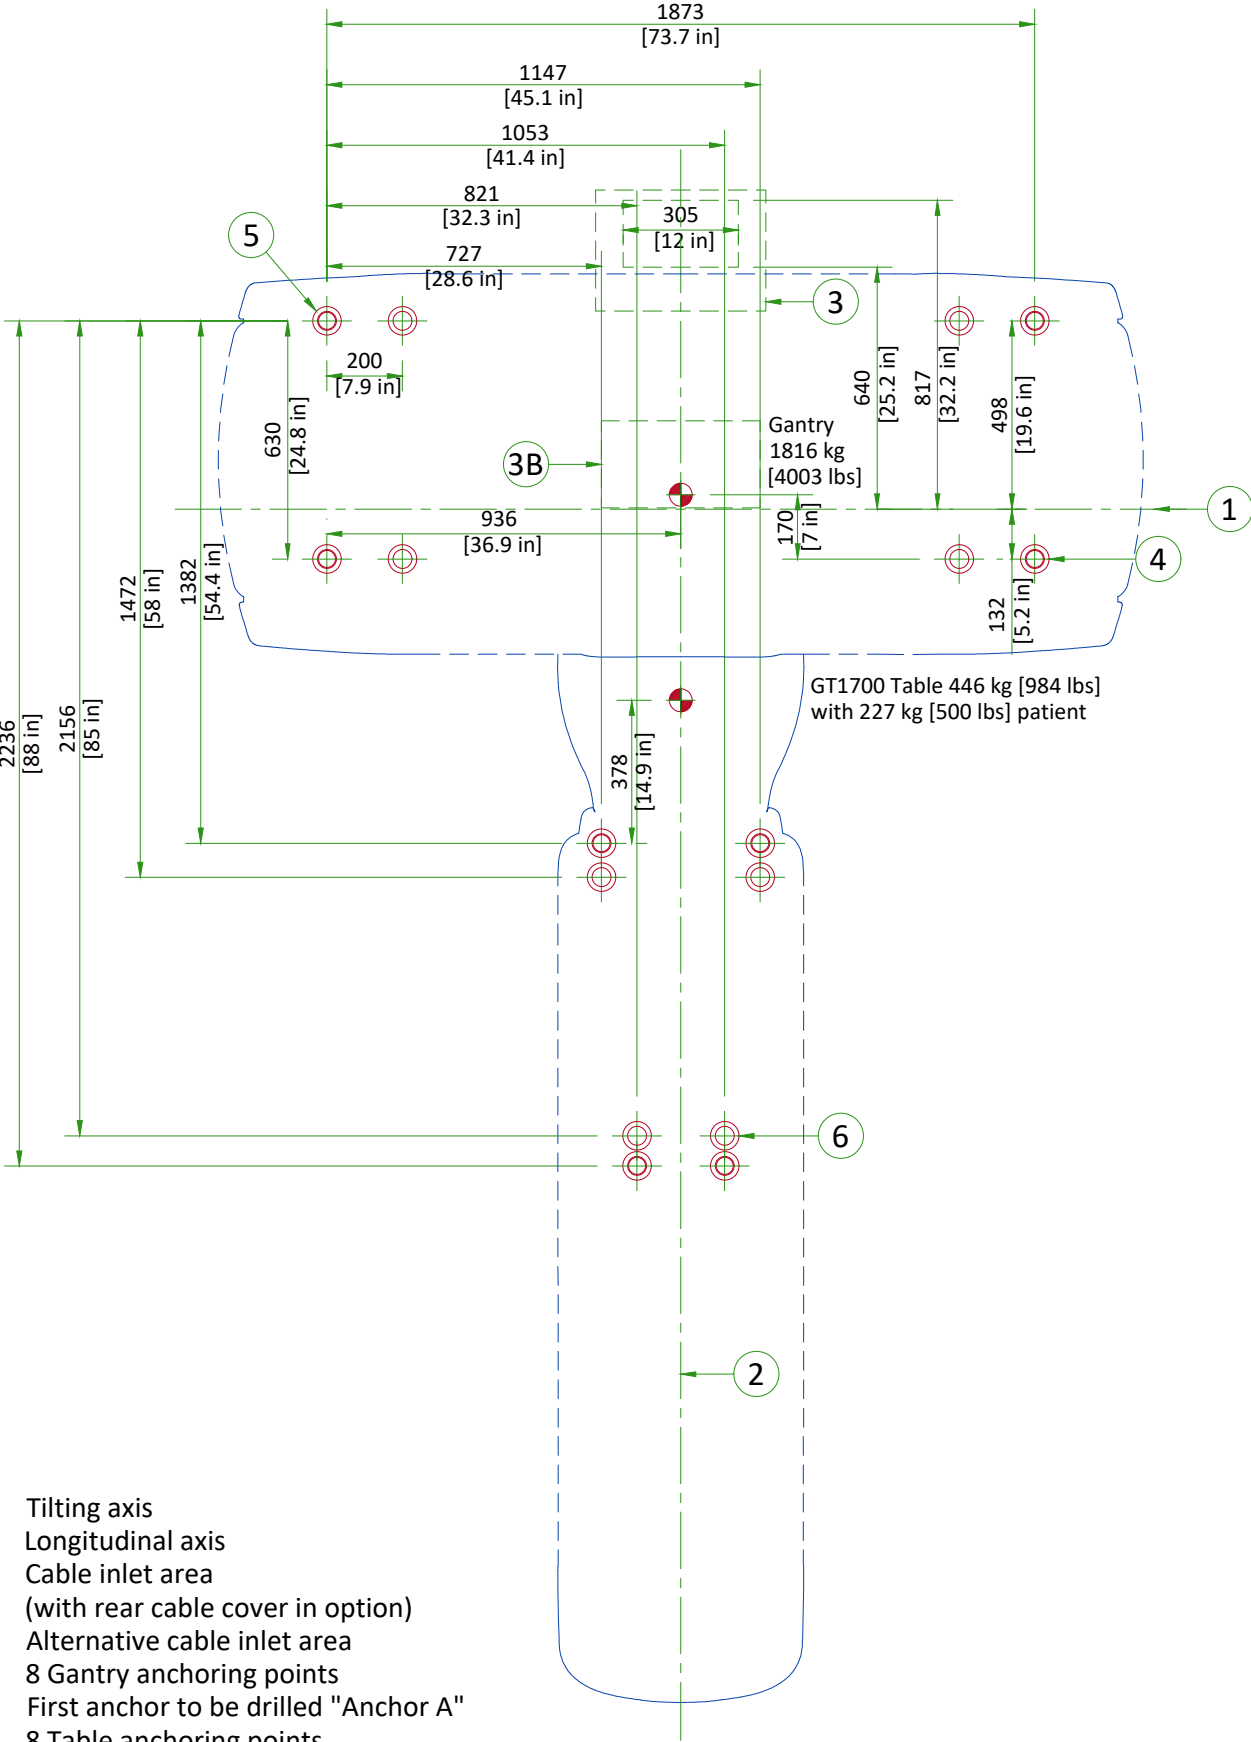 1873
[73.7 in]
1147
[45.1 in]
1053
[41.4 in]
821
[32.3 in]
305
[12 in]
5
727
[28.6 in]
3
200
[7.9 in]
630
[24.8 in]
640
[25.2 in]
817
[32.2 in]
498
[19.6 in]
Gantry
1816 kg
[4003 lbs]
3B
1
936
[36.9 in]
170
[7 in]
4
132
[5.2 in]
1382
[54.4 in]
1472
[58 in]
2156
[85 in]
2236
[88 in]
GT1700 Table 446 kg [984 lbs]
with 227 kg [500 lbs] patient
378
[14.9 in]
6
2
Tilting axis
Longitudinal axis
Cable inlet area
(with rear cable cover in option)
Alternative cable inlet area
8 Gantry anchoring points
First anchor to be drilled "Anchor A"
8 Table anchoring points